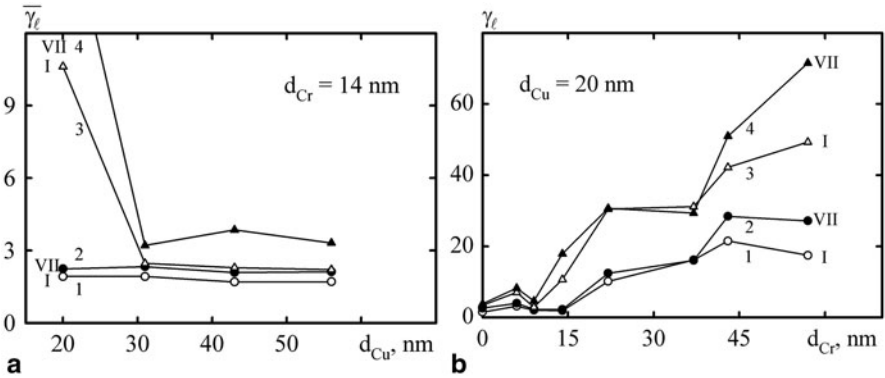 γℓ
γℓ
VII 4
I
3
9
6
3
0
d_Cr = 14 nm
2
VII
I
1
20
30
40
50
d_Cu, nm
a
60
40
20
0
d_Cu = 20 nm
VII
4
I
3
2
VII
1
I
0
15
30
45
d_Cr, nm
b